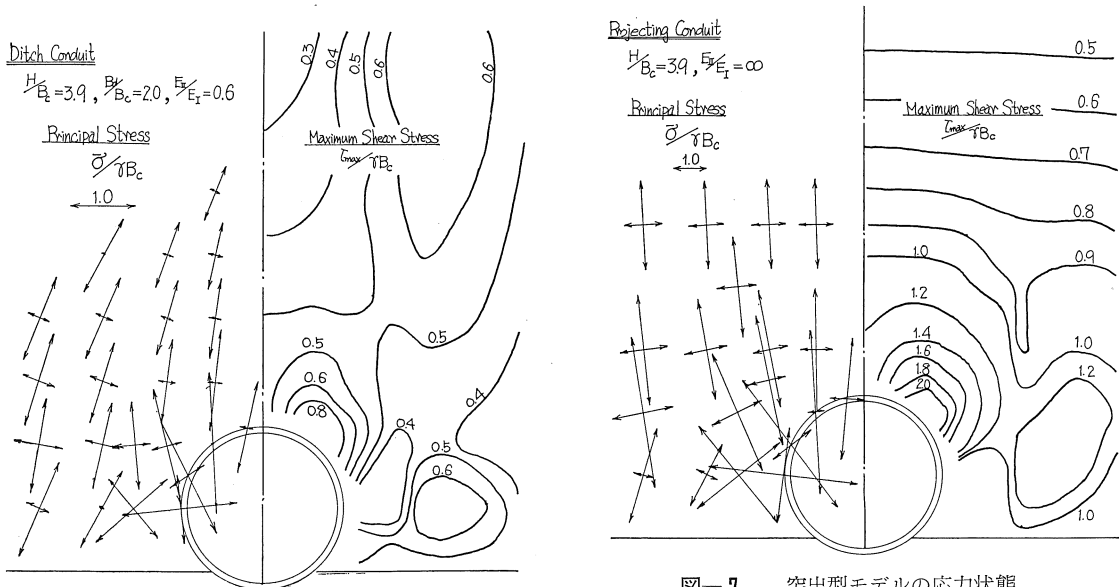 Ditch Conduit
H/Bc=3.9, Bd/Bc=2.0, EII/EI=0.6
Principal Stress
σ̄/γBc
1.0
Maximum Shear Stress
τmax/γBc
0.3
0.4
0.5
0.6
0.6
0.5
0.5
0.6
0.8
0.4
0.4
0.5
0.6
Projecting Conduit
H/Bc=3.9, EII/EI=∞
Principal Stress
σ̄/γBc
1.0
Maximum Shear Stress
τmax/γBc
0.5
0.6
0.7
0.8
0.9
1.0
1.2
1.4
1.6
1.8
2.0
1.0
1.2
1.0
図－7 突出型モデルの応力状態